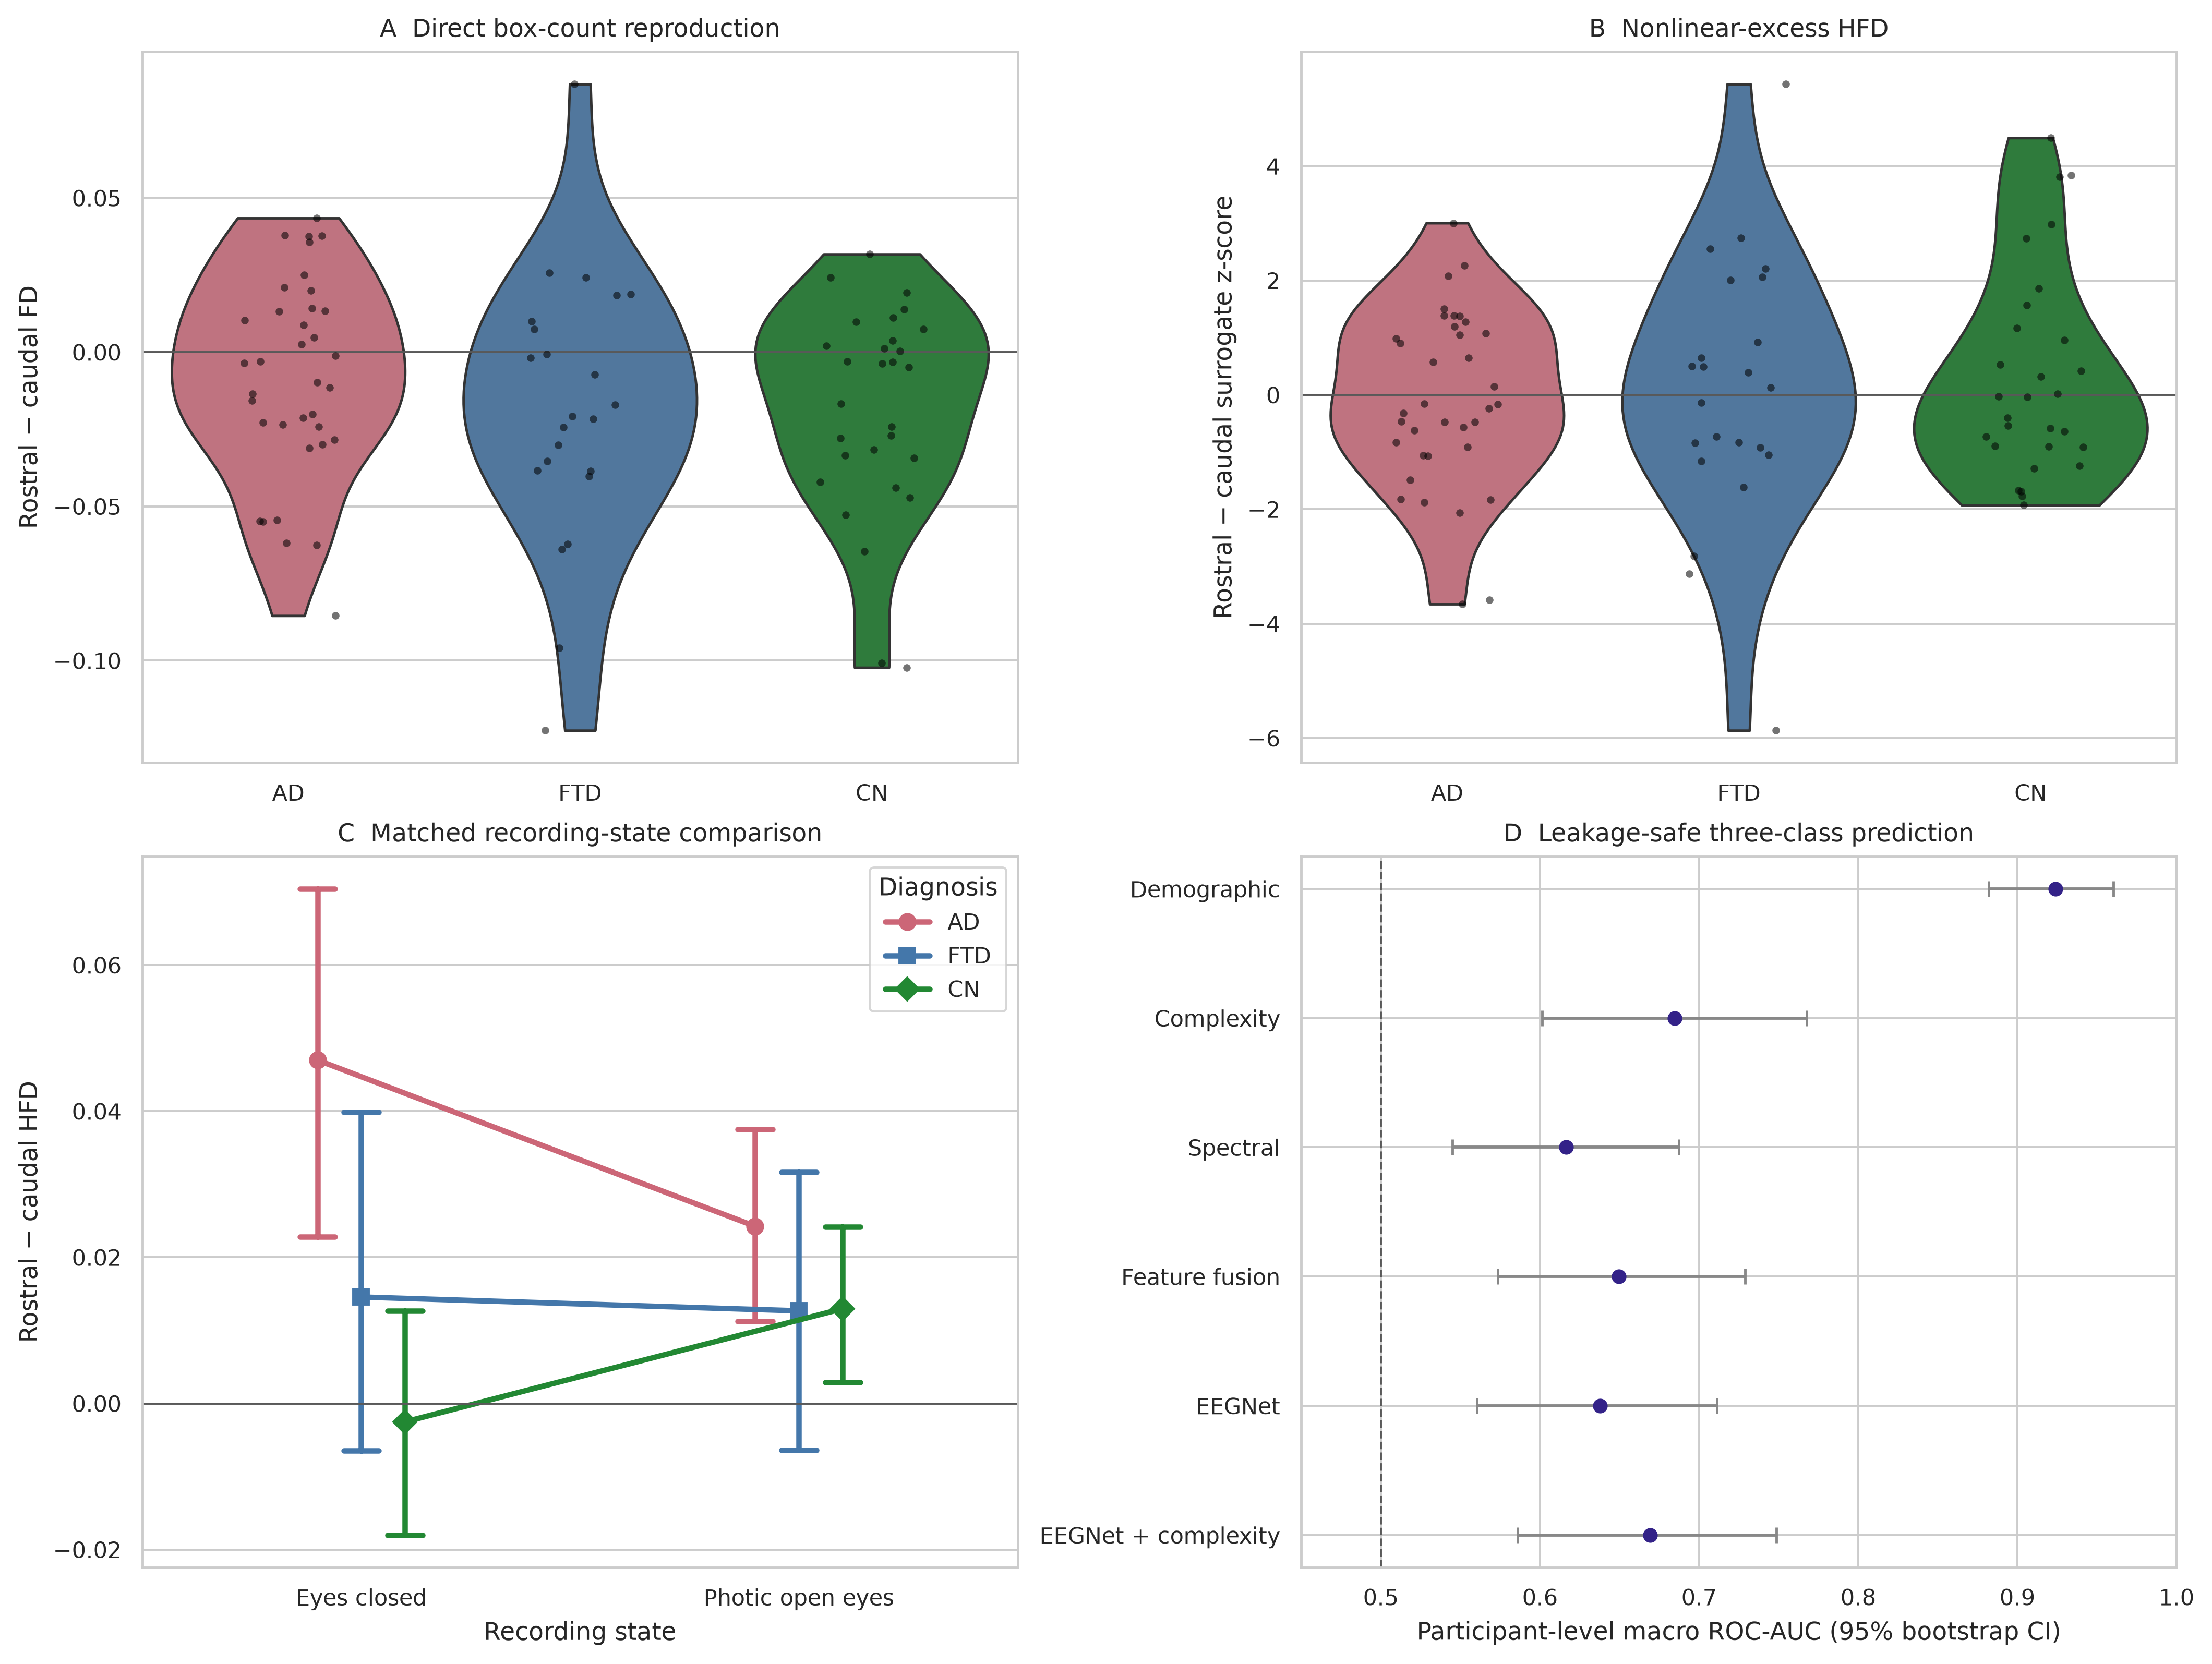 A Direct box-count reproduction
Rostral − caudal FD
0.05
0.00
−0.05
−0.10
AD
FTD
CN
B Nonlinear-excess HFD
Rostral − caudal surrogate z-score
4
2
0
−2
−4
−6
AD
FTD
CN
C Matched recording-state comparison
Rostral − caudal HFD
0.06
0.04
0.02
0.00
−0.02
Diagnosis
AD
FTD
CN
Eyes closed
Photic open eyes
Recording state
D Leakage-safe three-class prediction
Demographic
Complexity
Spectral
Feature fusion
EEGNet
EEGNet + complexity
0.5
0.6
0.7
0.8
0.9
1.0
Participant-level macro ROC-AUC (95% bootstrap CI)